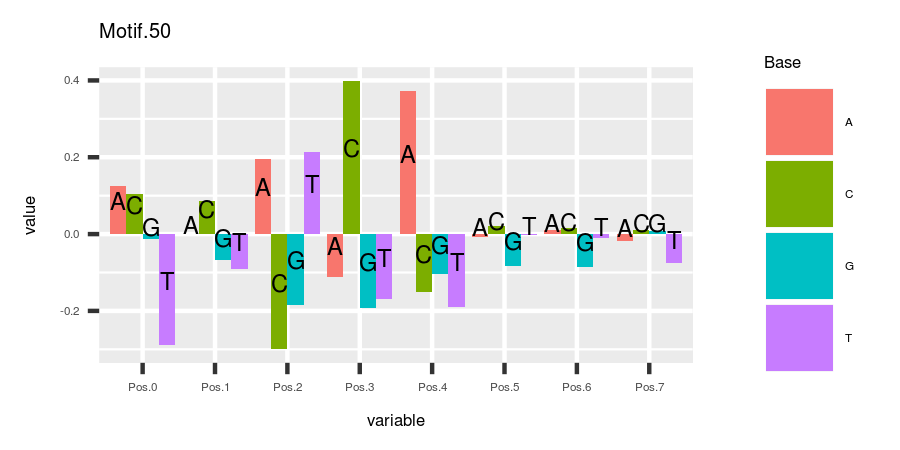 Motif.50
Base
0.4
0.2
0.0
-0.2
value
A C G T
A C G T
A C G T
A C G T
A C G T
A C G T
A C G T
A C G T
Pos.0 Pos.1 Pos.2 Pos.3 Pos.4 Pos.5 Pos.6 Pos.7
variable
A
C
G
T